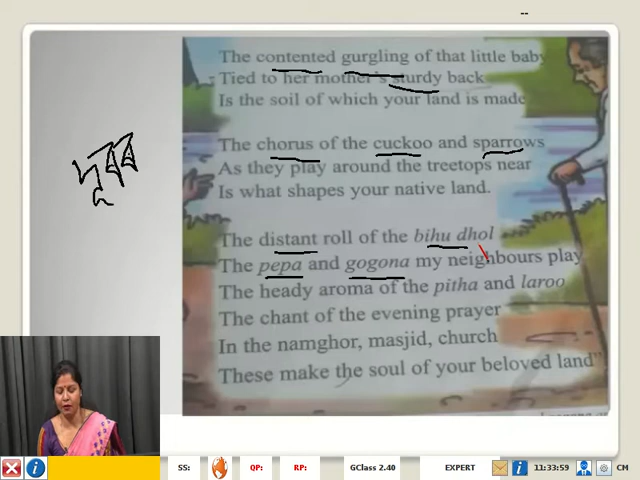 The contented gurgling of that little baby
Tied to her mother's sturdy back
Is the soil of which your land is made
The chorus of the cuckoo and sparrows
As they play around the treetops near
Is what shapes your native land.
দূৰৰ
The distant roll of the bihu dhol
The pepa and gogona my neighbours play
The heady aroma of the pitha and laroo
The chant of the evening prayer
In the namghor, masjid, church
These make the soul of your beloved land"
SS: QP: RP: GClass 2.40 EXPERT 11:33:59 CM